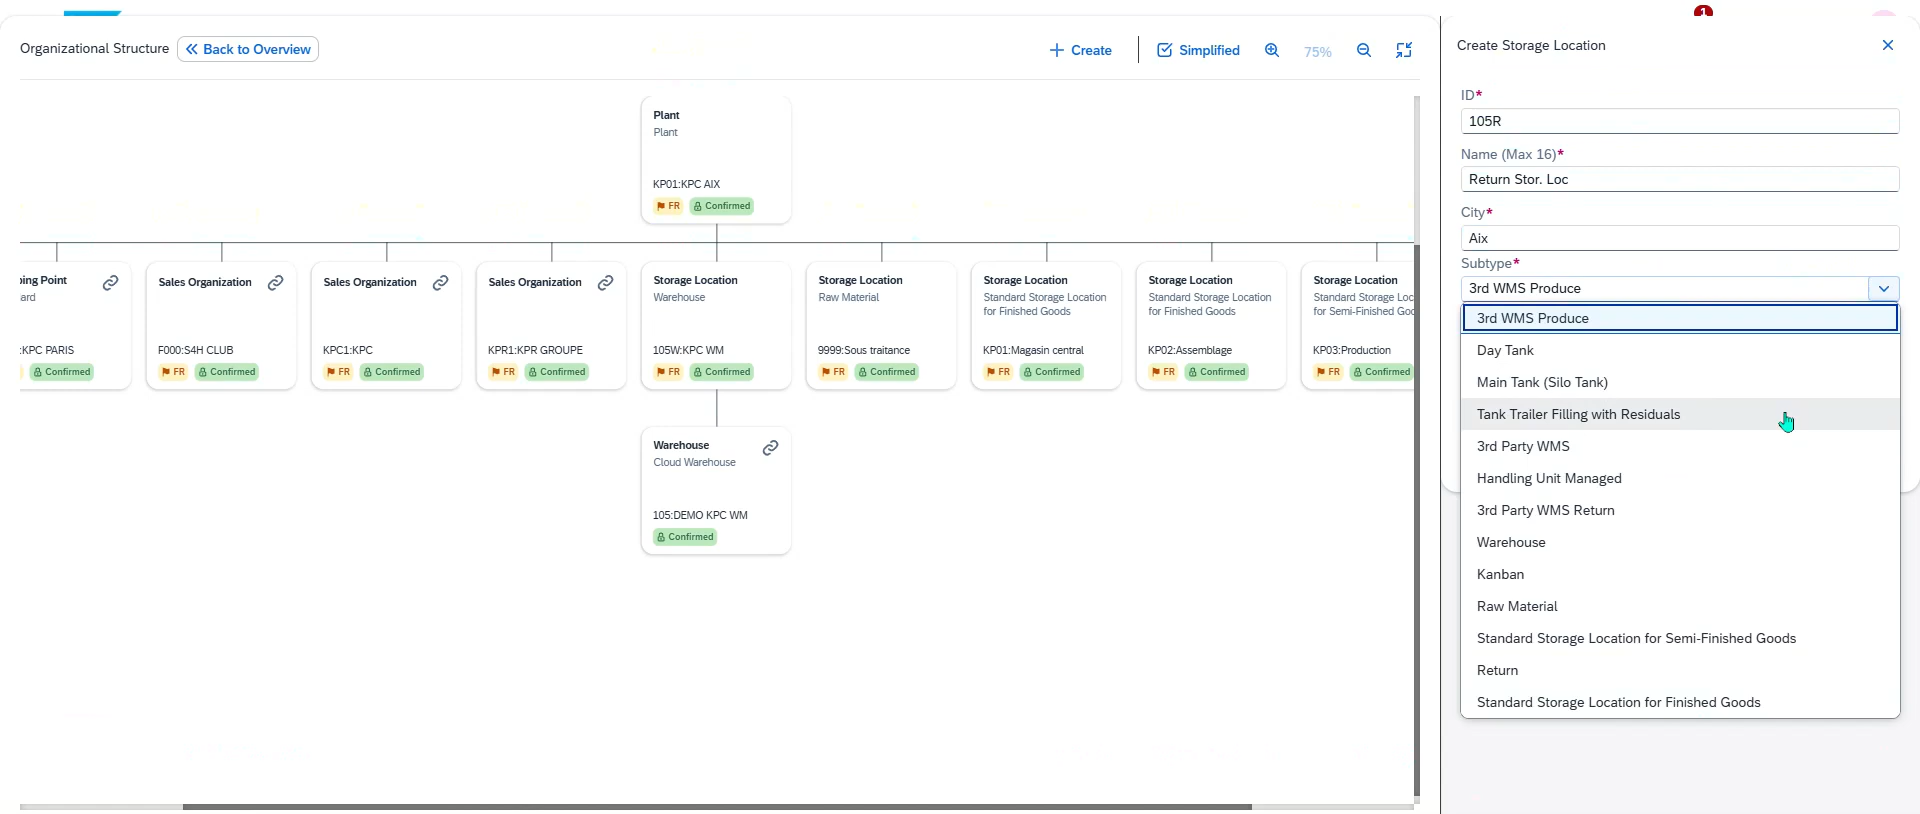 1
Organizational Structure
Back to Overview
Create
Simplified
75%
Plant
Plant
KP01:KPC AIX
FR
Confirmed
ing Point
ard
:KPC PARIS
Confirmed
Sales Organization
F000:S4H CLUB
FR
Confirmed
Sales Organization
KPC1:KPC
FR
Confirmed
Sales Organization
KPR1:KPR GROUPE
FR
Confirmed
Storage Location
Warehouse
105W:KPC WM
FR
Confirmed
Storage Location
Raw Material
9999:Sous traitance
FR
Confirmed
Storage Location
Standard Storage Location
for Finished Goods
KP01:Magasin central
FR
Confirmed
Storage Location
Standard Storage Location
for Finished Goods
KP02:Assemblage
FR
Confirmed
Storage Location
Standard Storage Loc
for Semi-Finished Goo
KP03:Production
FR
Confirmed
Warehouse
Cloud Warehouse
105:DEMO KPC WM
Confirmed
Create Storage Location
ID*
105R
Name (Max 16)*
Return Stor. Loc
City*
Aix
Subtype*
3rd WMS Produce
3rd WMS Produce
Day Tank
Main Tank (Silo Tank)
Tank Trailer Filling with Residuals
3rd Party WMS
Handling Unit Managed
3rd Party WMS Return
Warehouse
Kanban
Raw Material
Standard Storage Location for Semi-Finished Goods
Return
Standard Storage Location for Finished Goods